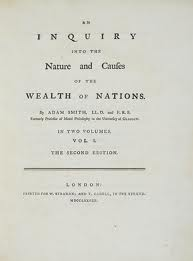 AN
INQUIRY
INTO THE
Nature and Causes
OF THE
WEALTH OF NATIONS.
By ADAM SMITH, LL.D. and F.R.S.
Formerly Professor of Moral Philosophy in the University of GLASGOW.
IN TWO VOLUMES.
VOL. I.
THE SECOND EDITION.
LONDON:
PRINTED FOR W. STRAHAN; AND T. CADELL, IN THE STRAND.